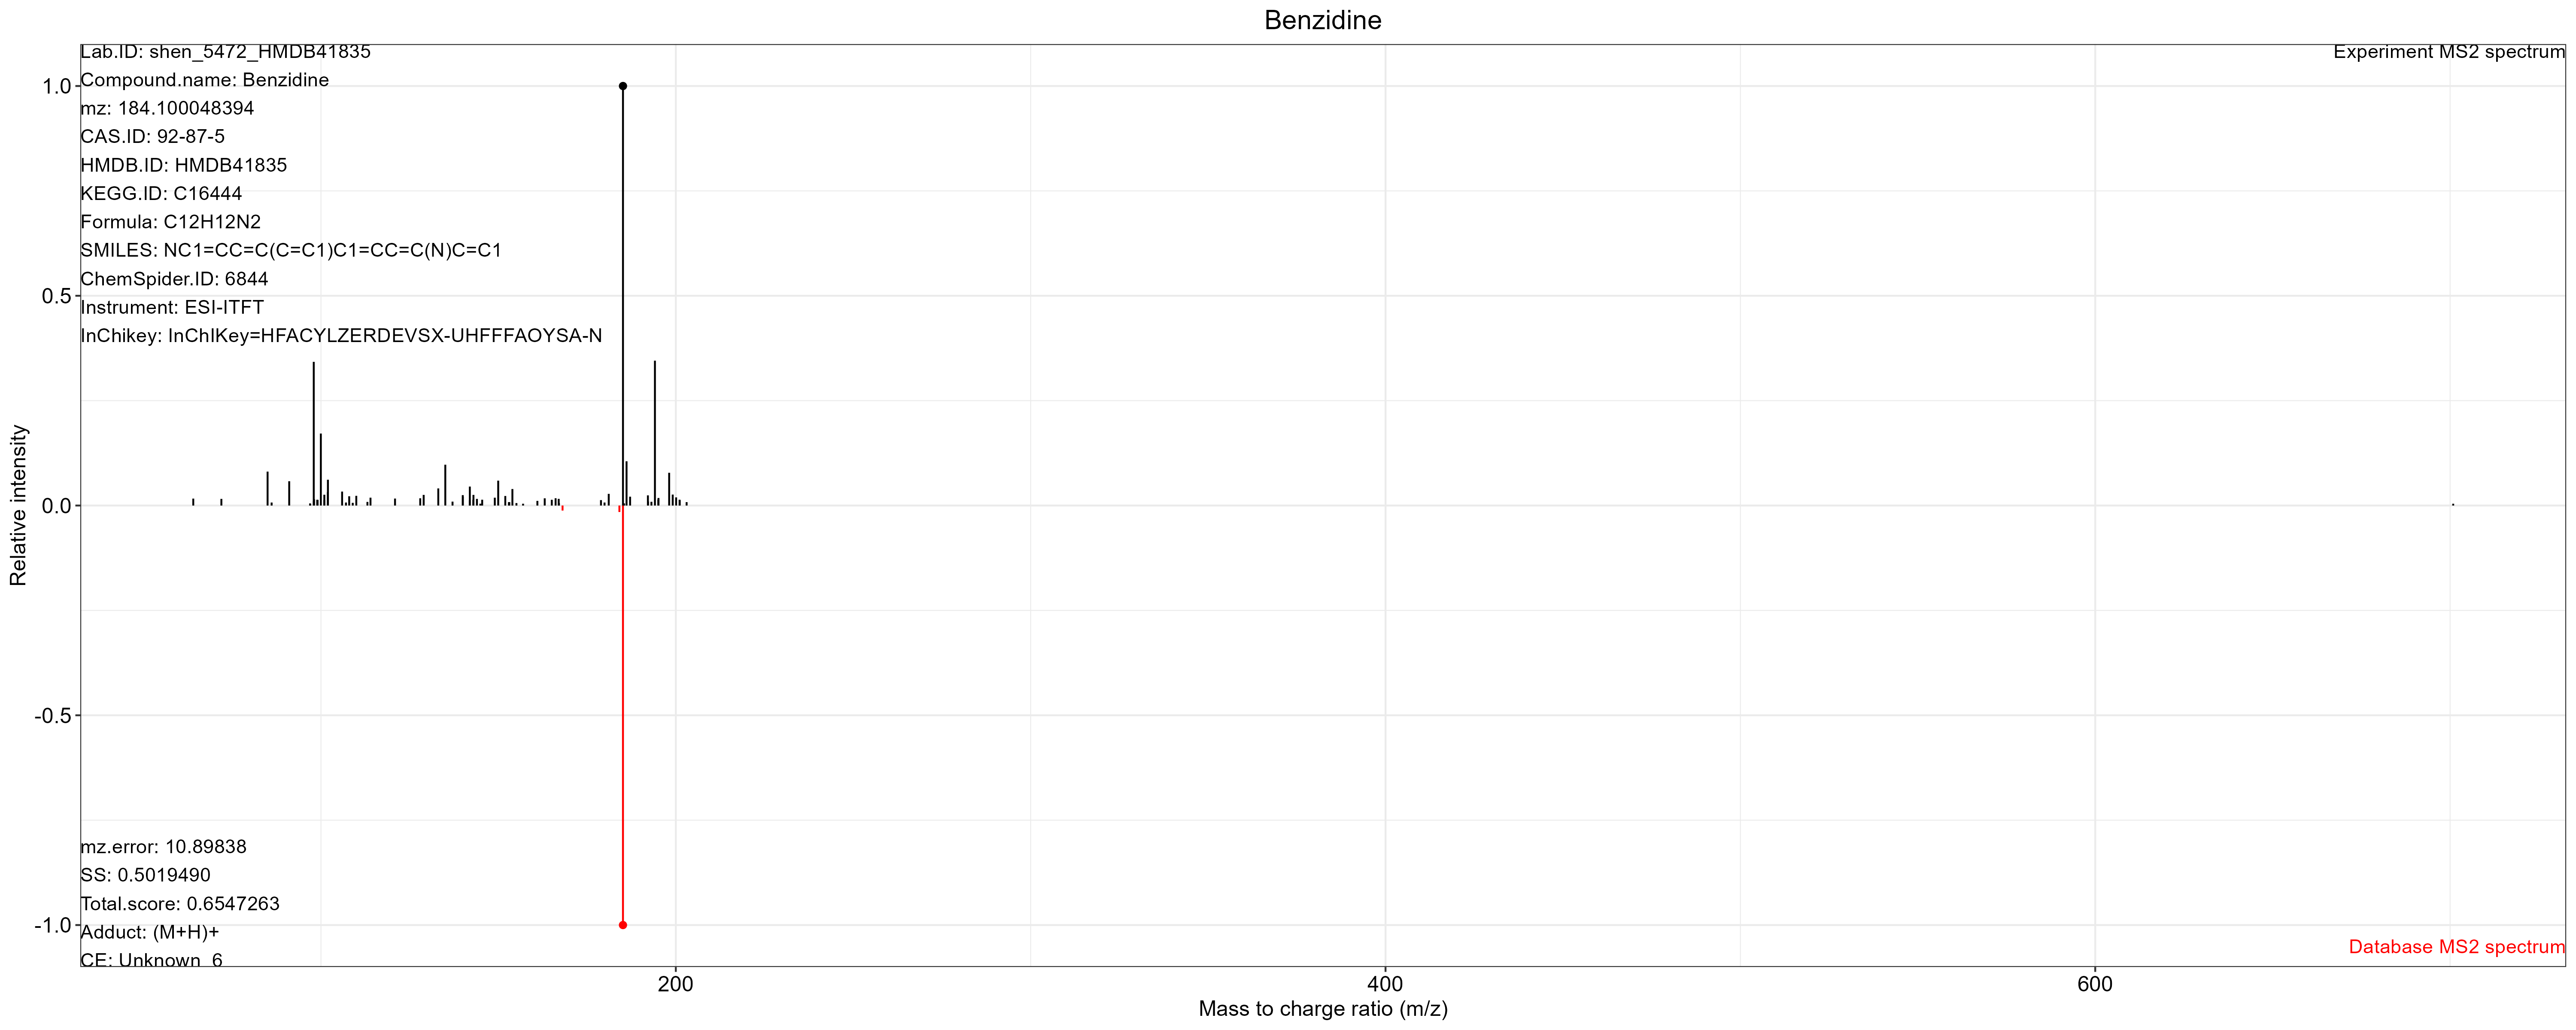 Benzidine
Lab.ID: shen_5472_HMDB41835
Experiment MS2 spectrum
Compound.name: Benzidine
mz: 184.100048394
CAS.ID: 92-87-5
HMDB.ID: HMDB41835
KEGG.ID: C16444
Formula: C12H12N2
SMILES: NC1=CC=C(C=C1)C1=CC=C(N)C=C1
ChemSpider.ID: 6844
Instrument: ESI-ITFT
InChikey: InChIKey=HFACYLZERDEVSX-UHFFFAOYSA-N
1.0
0.5
0.0
-0.5
-1.0
Relative intensity
mz.error: 10.89838
SS: 0.5019490
Total.score: 0.6547263
Adduct: (M+H)+
CE: Unknown_6
Database MS2 spectrum
200
400
600
Mass to charge ratio (m/z)